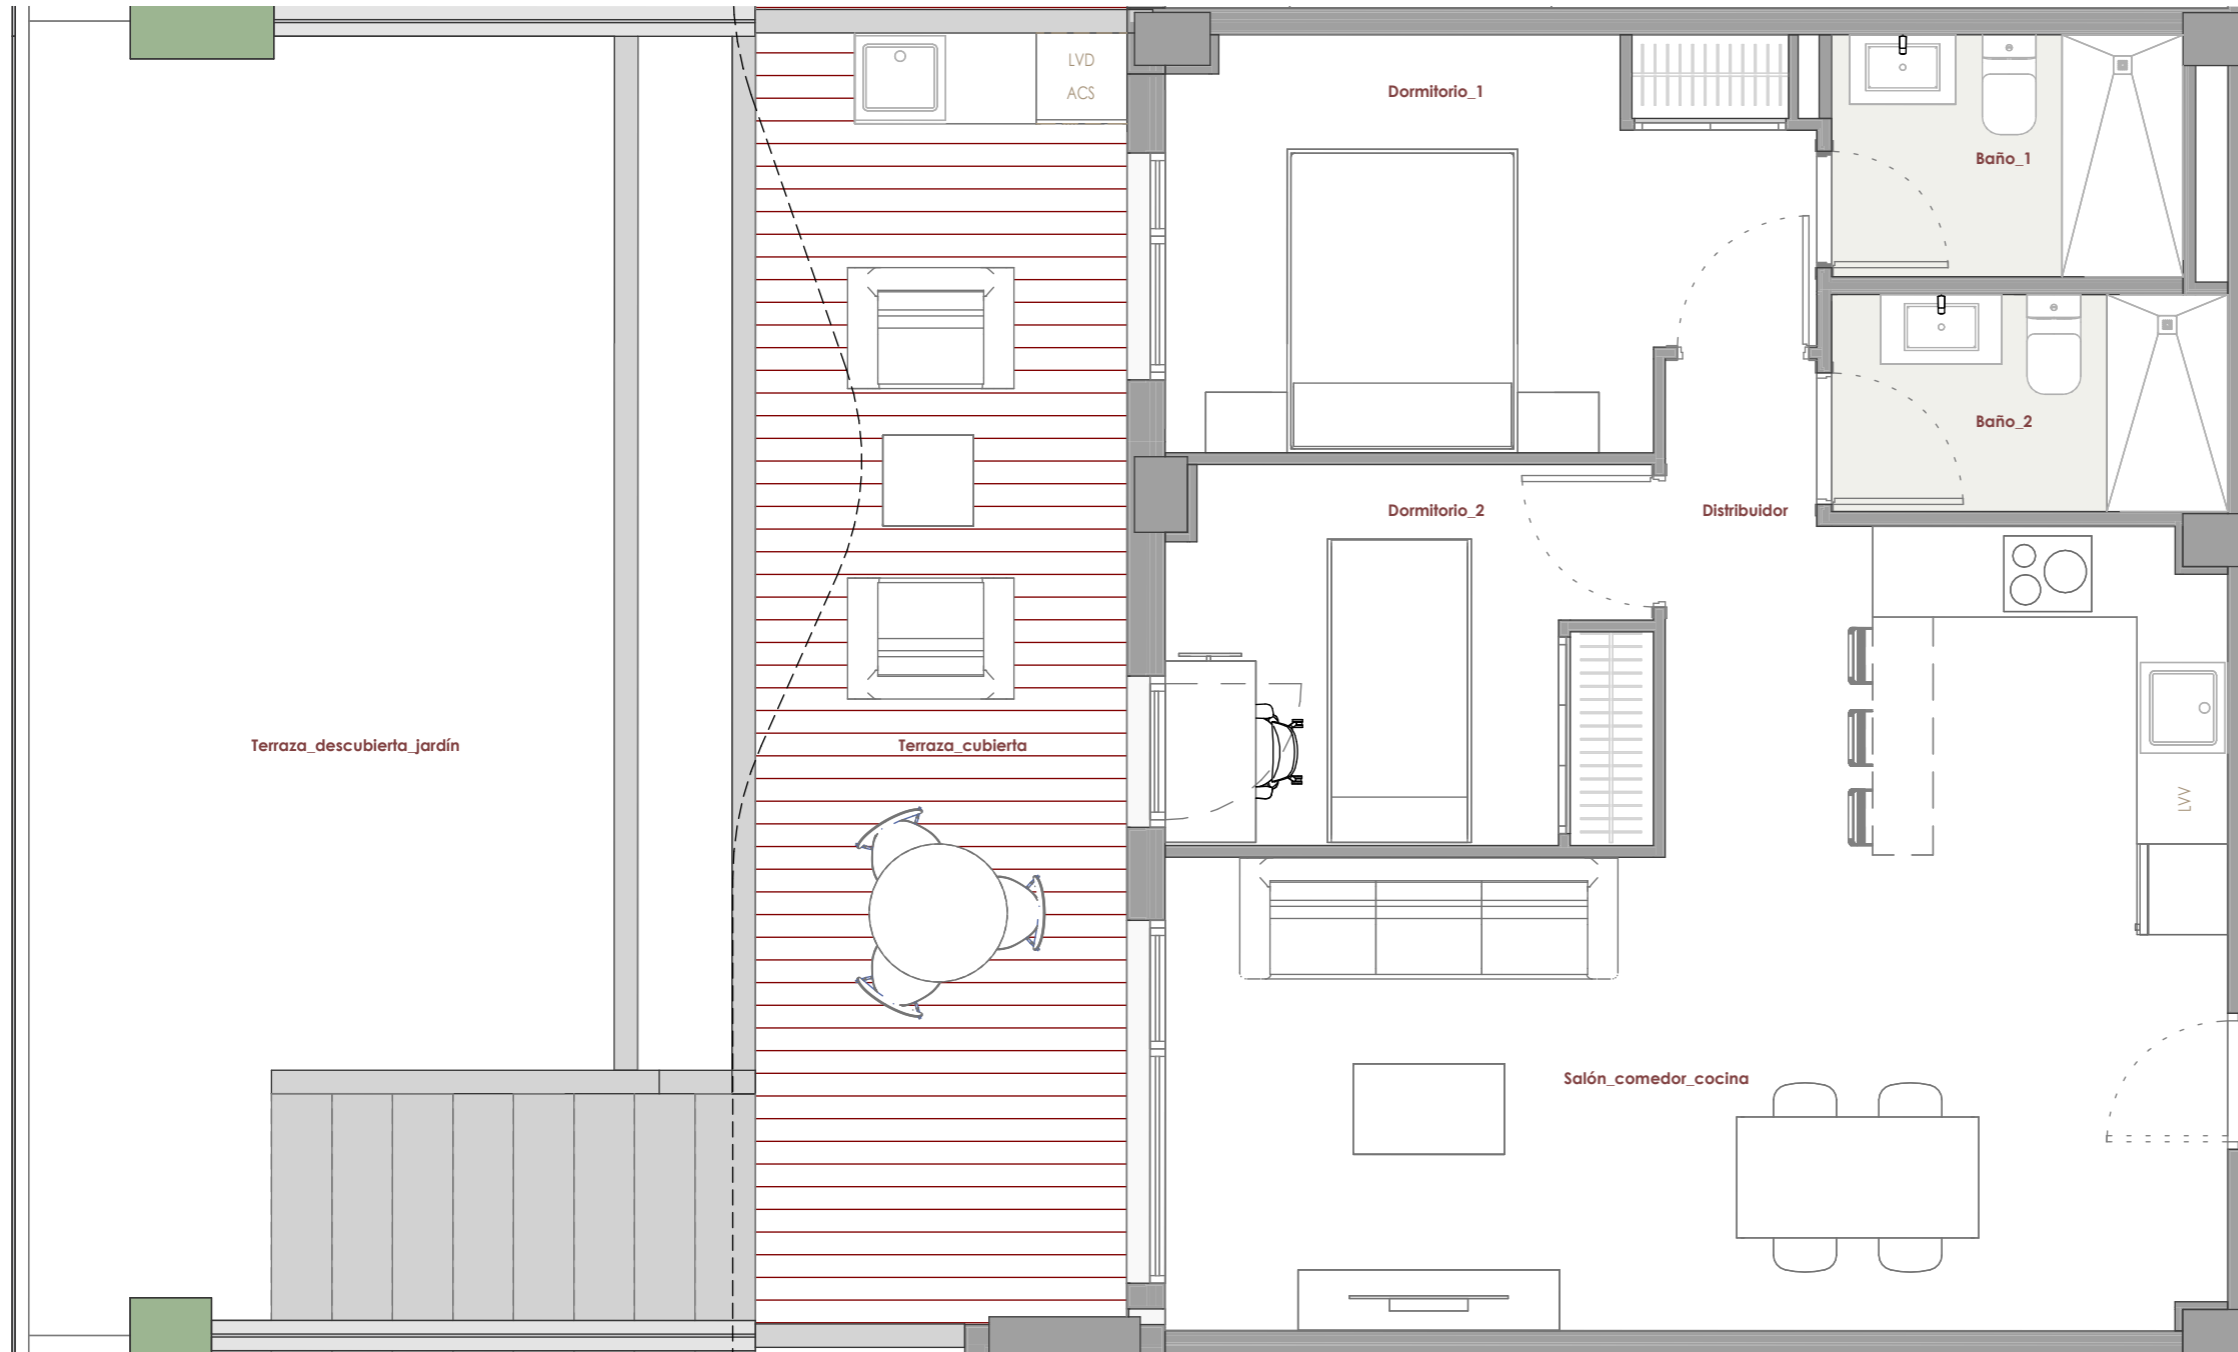 LVD
ACS
Dormitorio_1
Baño_1
Baño_2
Dormitorio_2
Distribuidor
Terraza_descubierta_jardín
Terraza_cubierta
LVV
Salón_comedor_cocina